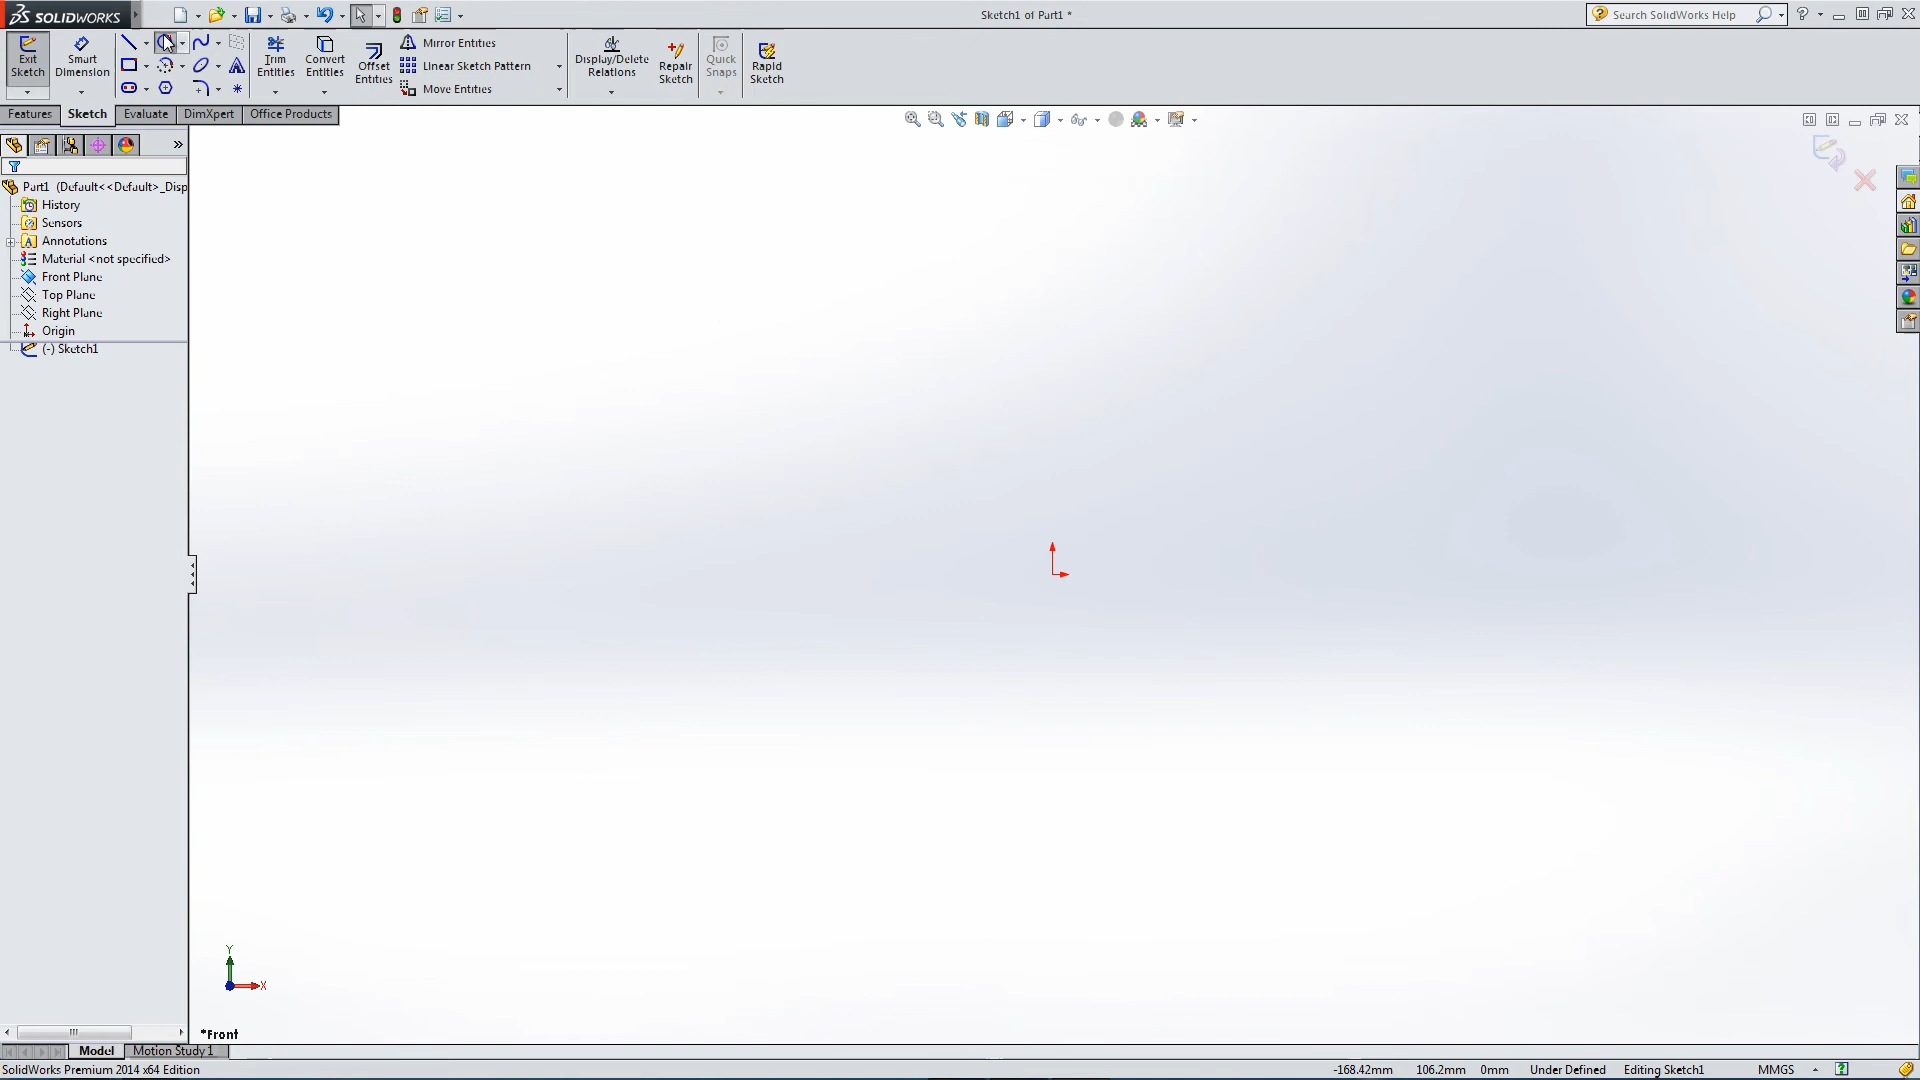 SOLIDWORKS
Sketch1 of Part1 *
Search SolidWorks Help
Exit Sketch
Smart Dimension
Trim Entities
Convert Entities
Offset Entities
Mirror Entities
Linear Sketch Pattern
Move Entities
Display/Delete Relations
Repair Sketch
Quick Snaps
Rapid Sketch
Features
Sketch
Evaluate
DimXpert
Office Products
Part1 (Default<<Default>_Disp
History
Sensors
Annotations
Material <not specified>
Front Plane
Top Plane
Right Plane
Origin
(-) Sketch1
Y
X
*Front
Model
Motion Study 1
SolidWorks Premium 2014 x64 Edition
-168.42mm
106.2mm
0mm
Under Defined
Editing Sketch1
MMGS